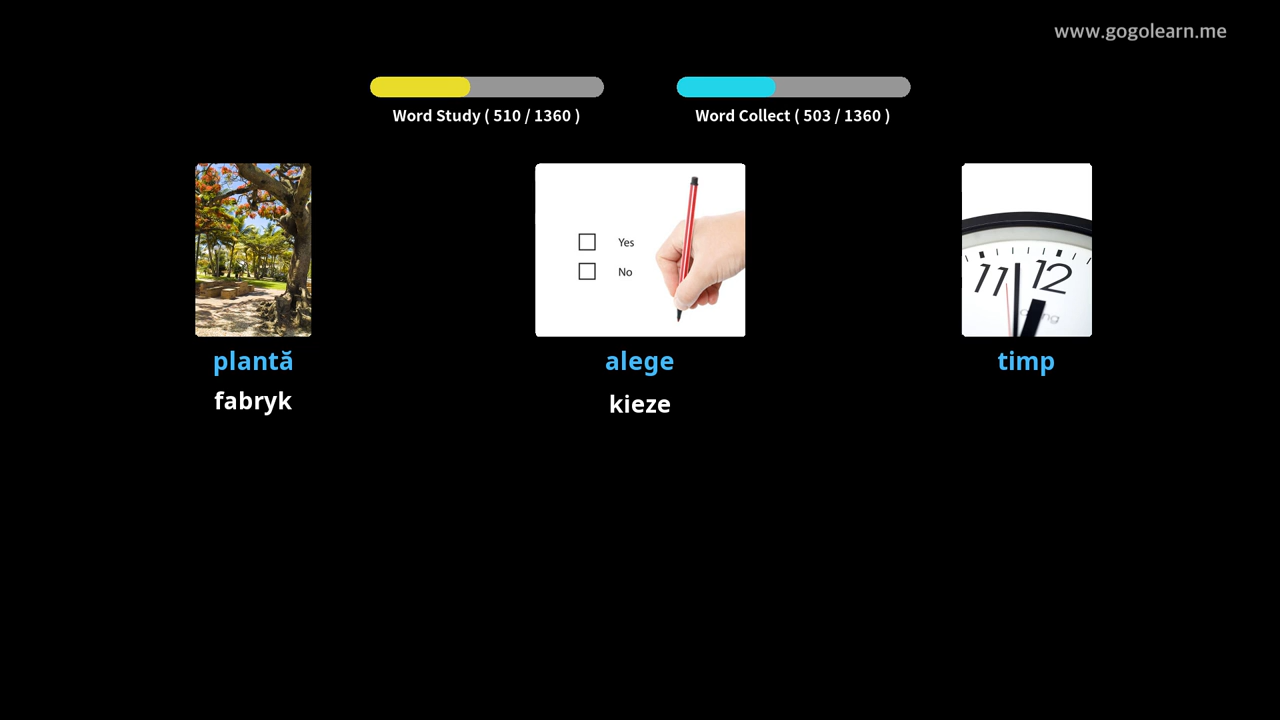 www.gogolearn.me
Word Study ( 510 / 1360 )
Word Collect ( 503 / 1360 )
Yes
No
11 12
plantă
alege
timp
fabryk
kieze